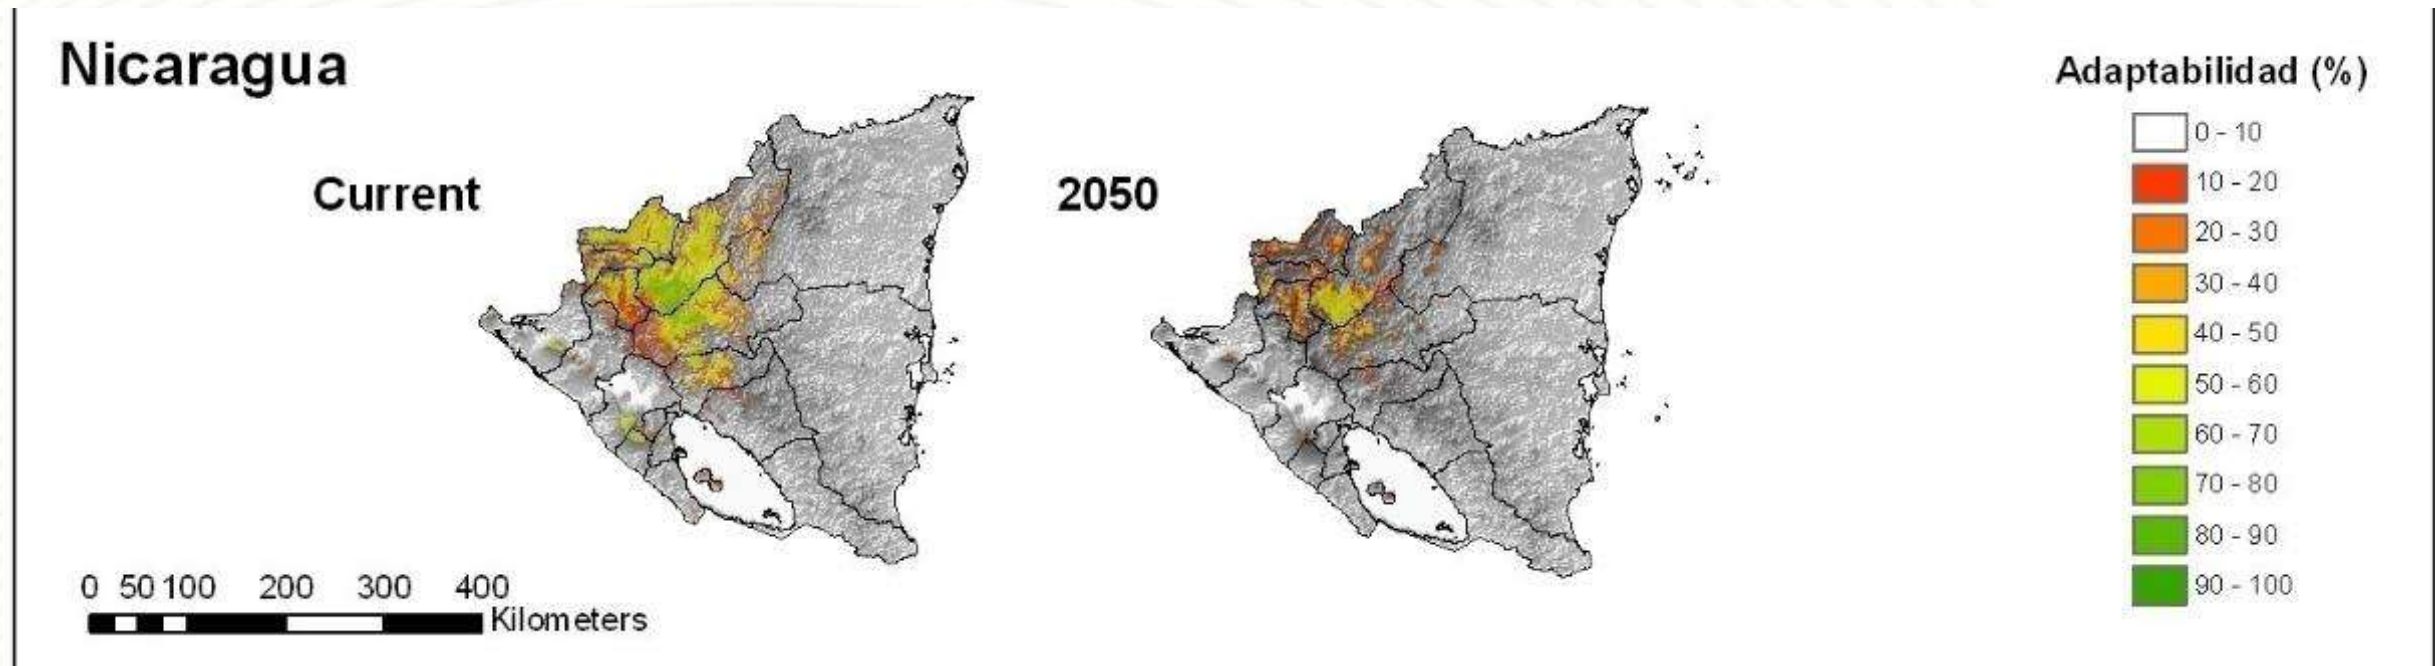 Nicaragua
Current
2050
Adaptabilidad (%)
0 - 10
10 - 20
20 - 30
30 - 40
40 - 50
50 - 60
60 - 70
70 - 80
80 - 90
90 - 100
0 50 100 200 300 400
Kilometers